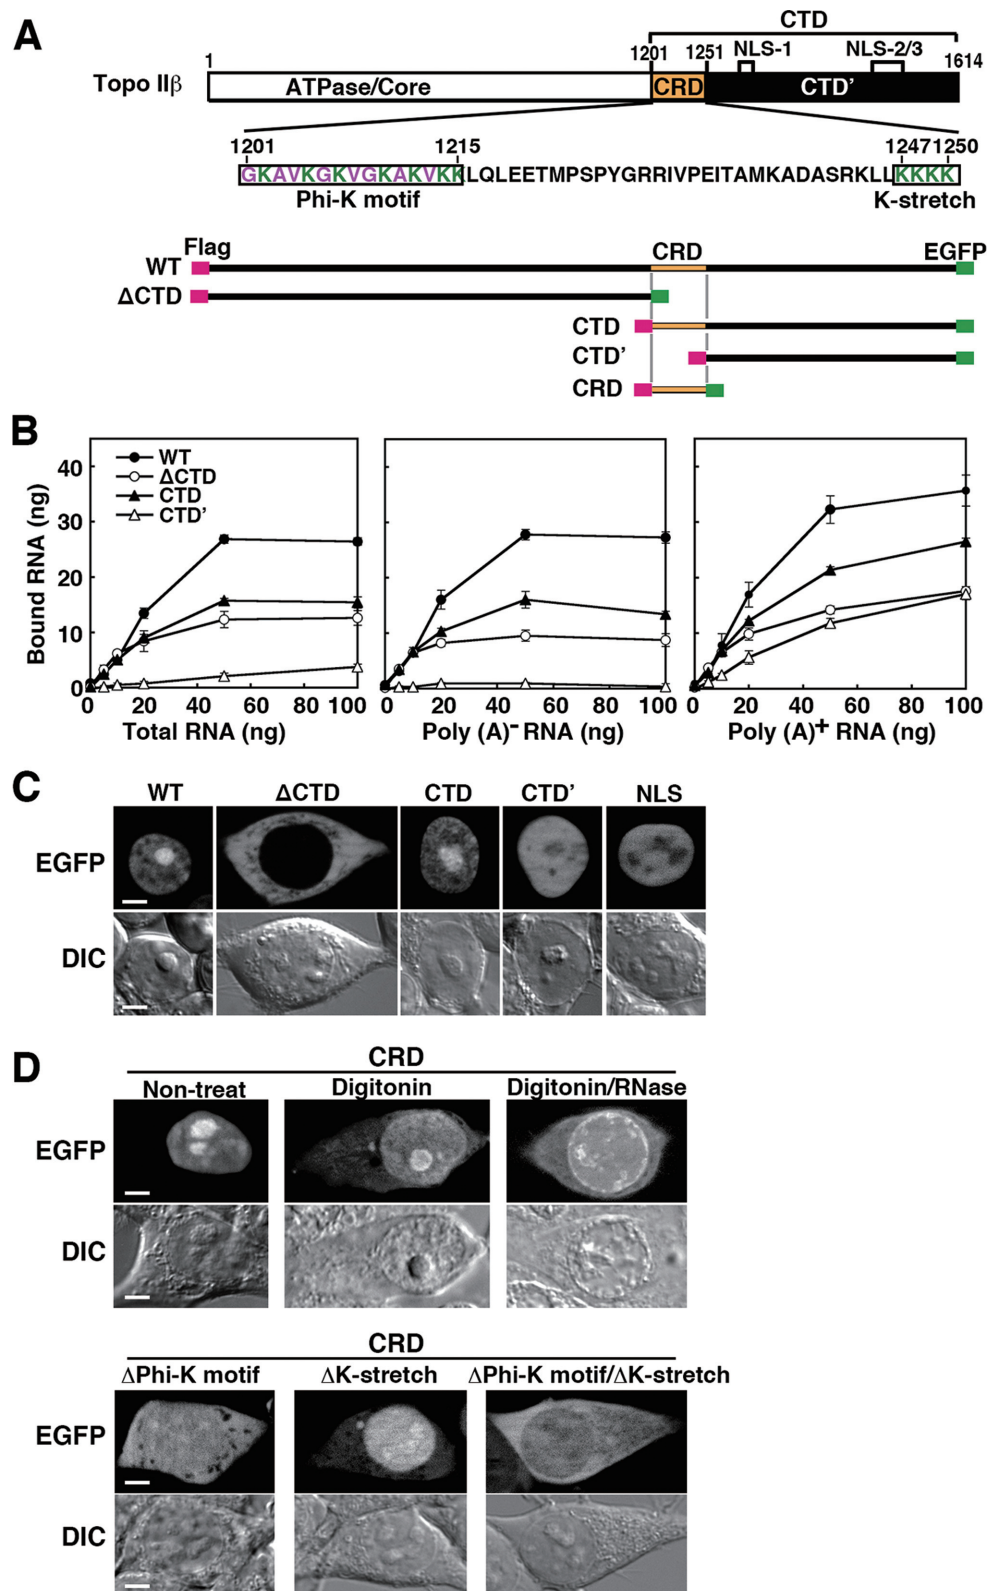 A
CTD
1 1201 1251 NLS-1 NLS-2/3 1614
Topo IIβ ATPase/Core CRD CTD'
1201 1215 1247 1250
GKAVKGKVGKAKVKKLQLEETMPSPYGRRIVPEITAMKADASRKLLKKKK
Phi-K motif K-stretch
Flag CRD EGFP
WT
ΔCTD
CTD
CTD'
CRD
B
Bound RNA (ng)
40
30
20
10
0
WT
ΔCTD
CTD
CTD'
0 20 40 60 80 100
Total RNA (ng)
0 20 40 60 80 100
Poly (A)⁻ RNA (ng)
0 20 40 60 80 100
Poly (A)⁺ RNA (ng)
C
WT ΔCTD CTD CTD' NLS
EGFP
DIC
D
CRD
Non-treat Digitonin Digitonin/RNase
EGFP
DIC
CRD
ΔPhi-K motif ΔK-stretch ΔPhi-K motif/ΔK-stretch
EGFP
DIC